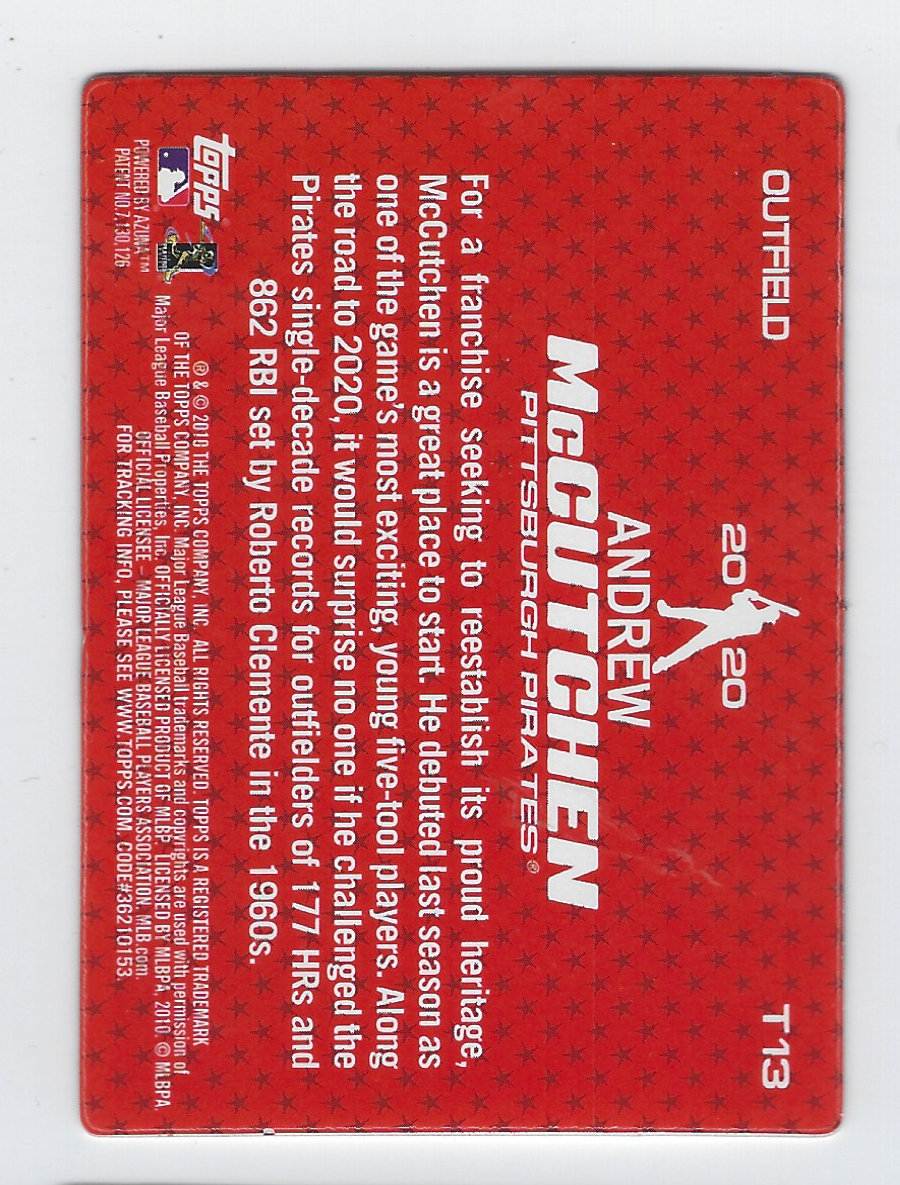 OUTFIELD
20 20
T13
ANDREW
McCUTCHEN
PITTSBURGH PIRATES®
For a franchise seeking to reestablish its proud heritage,
McCutchen is a great place to start. He debuted last season as
one of the game's most exciting, young five-tool players. Along
the road to 2020, it would surprise no one if he challenged the
Pirates single-decade records for outfielders of 177 HRs and
862 RBI set by Roberto Clemente in the 1960s.
topps
POWERED BY AZUNA™
PATENT NO. 7,130,126
® & © 2010 THE TOPPS COMPANY, INC. ALL RIGHTS RESERVED. TOPPS IS A REGISTERED TRADEMARK
OF THE TOPPS COMPANY, INC. Major League Baseball trademarks and copyrights are used with permission of
Major League Baseball Properties, Inc. OFFICIALLY LICENSED PRODUCT OF MLBP. LICENSED BY MLBPA 2010. © MLBPA
OFFICIAL LICENSEE – MAJOR LEAGUE BASEBALL PLAYERS ASSOCIATION. MLB.com.
FOR TRACKING INFO, PLEASE SEE WWW.TOPPS.COM. CODE#36210153.